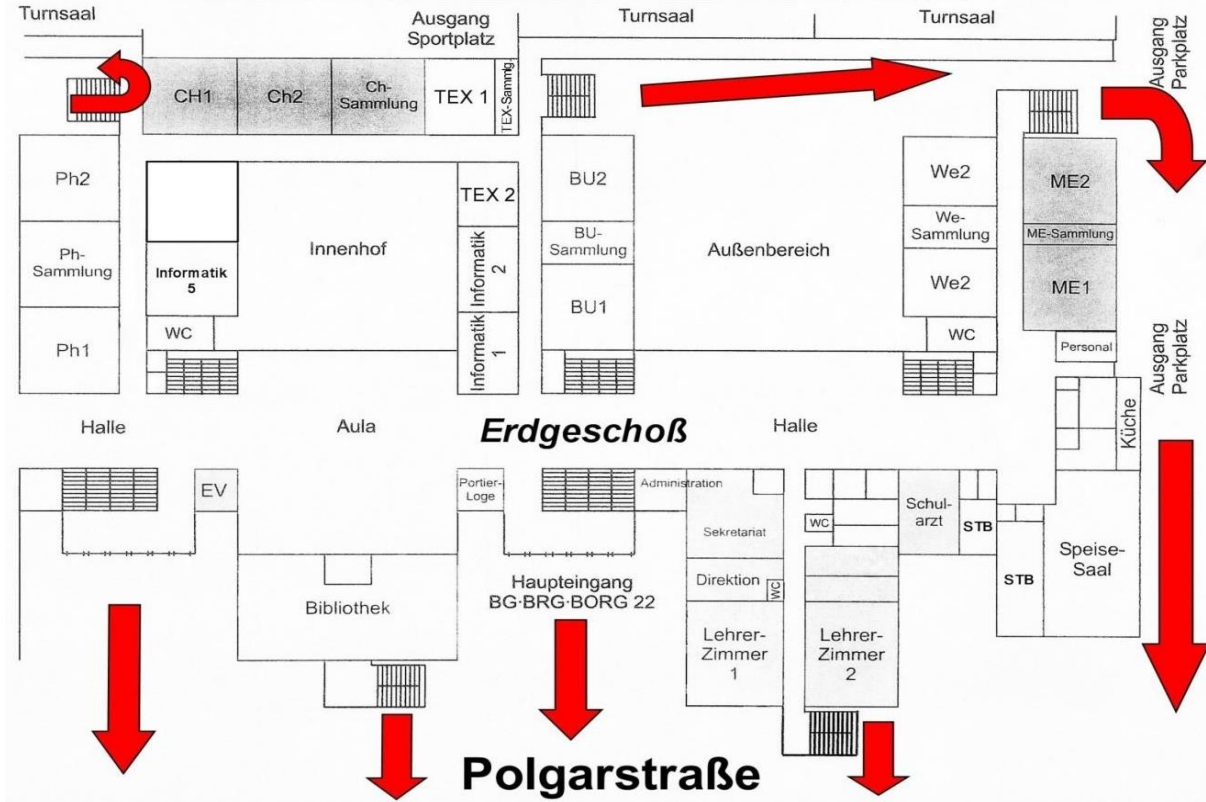 Turnsaal
Ausgang
Sportplatz
Turnsaal
Turnsaal
Ausgang
Parkplatz
CH1
Ch2
Ch-
Sammlung
TEX 1
TEX-Sammlg.
Ph2
TEX 2
BU2
We2
ME2
Ph-
Sammlung
Informatik
5
Innenhof
Informatik
2
BU-
Sammlung
Außenbereich
We-
Sammlung
ME-Sammlung
Ph1
WC
Informatik
1
BU1
We2
WC
ME1
Personal
Ausgang
Parkplatz
Halle
Aula
Erdgeschoß
Halle
Küche
EV
Portier-
Loge
Administration
Sekretariat
WC
Schul-
arzt
STB
STB
Speise-
Saal
Bibliothek
Haupteingang
BG·BRG·BORG 22
Direktion
WC
Lehrer-
Zimmer
1
Lehrer-
Zimmer
2
Polgarstraße